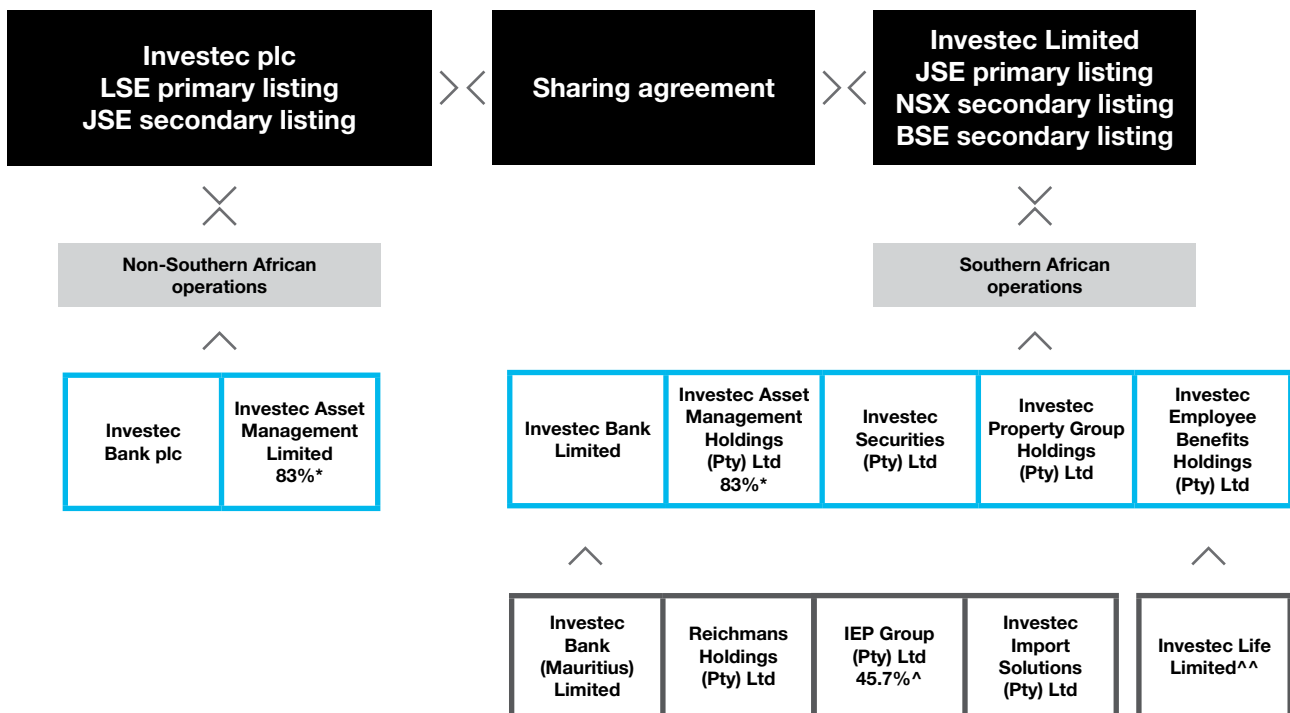 Investec plc
LSE primary listing
JSE secondary listing
Sharing agreement
Investec Limited
JSE primary listing
NSX secondary listing
BSE secondary listing
Non-Southern African
operations
Southern African
operations
Investec
Bank plc
Investec Asset
Management
Limited
83%*
Investec Bank
Limited
Investec Asset
Management
Holdings
(Pty) Ltd
83%*
Investec
Securities
(Pty) Ltd
Investec
Property Group
Holdings
(Pty) Ltd
Investec
Employee
Benefits
Holdings
(Pty) Ltd
Investec
Bank
(Mauritius)
Limited
Reichmans
Holdings
(Pty) Ltd
IEP Group
(Pty) Ltd
45.7%^
Investec
Import
Solutions
(Pty) Ltd
Investec Life
Limited^^